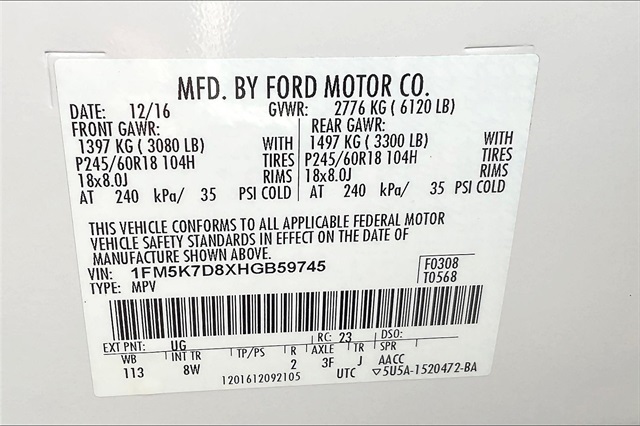 MFD. BY FORD MOTOR CO.
DATE: 12/16 GVWR: 2776 KG ( 6120 LB)
FRONT GAWR: REAR GAWR:
1397 KG ( 3080 LB) WITH 1497 KG ( 3300 LB) WITH
P245/60R18 104H TIRES P245/60R18 104H TIRES
18x8.0J RIMS 18x8.0J RIMS
AT 240 kPa/ 35 PSI COLD AT 240 kPa/ 35 PSI COLD
THIS VEHICLE CONFORMS TO ALL APPLICABLE FEDERAL MOTOR
VEHICLE SAFETY STANDARDS IN EFFECT ON THE DATE OF
MANUFACTURE SHOWN ABOVE.
VIN: 1FM5K7D8XHGB59745 F0308
TYPE: MPV T0568
EXT PNT: UG RC: 23 DSO:
WB INT TR TP/PS R AXLE TR SPR
113 8W 2 3F J AACC
1201612092105 UTC ▽5U5A-1520472-BA